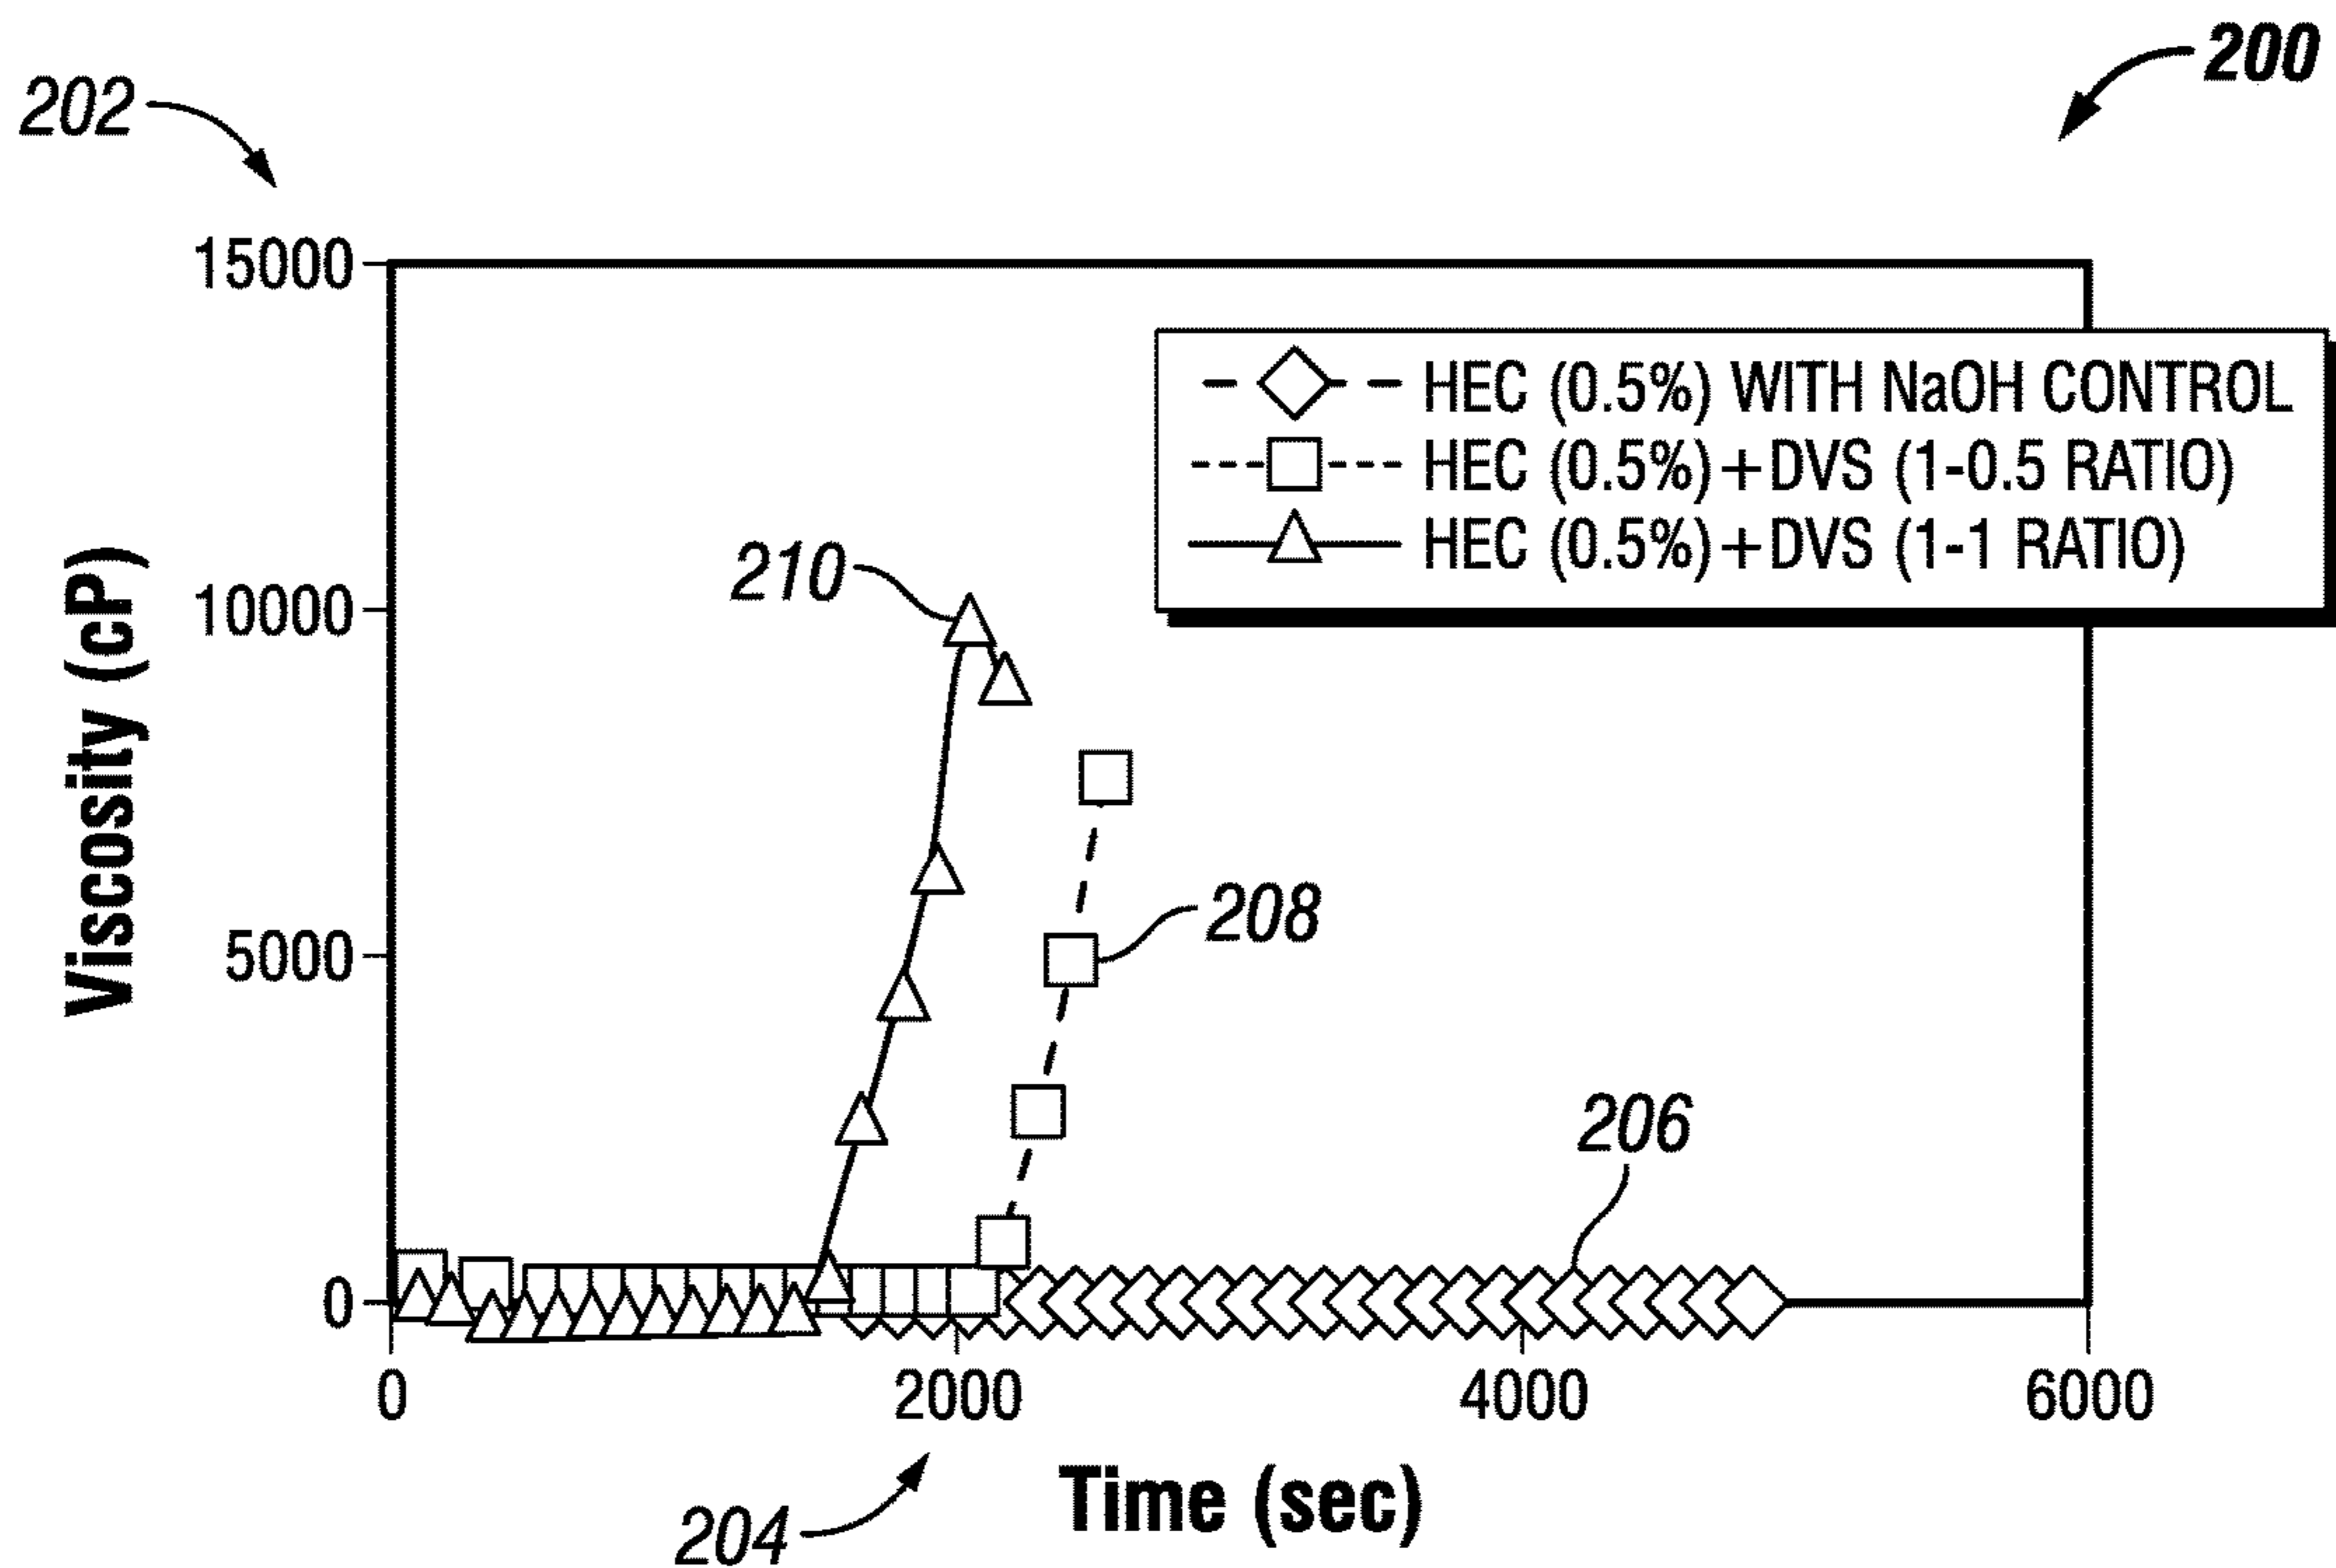 200
202
15000
HEC (0.5%) WITH NaOH CONTROL
HEC (0.5%)+DVS (1-0.5 RATIO)
HEC (0.5%)+DVS (1-1 RATIO)
210
10000
Viscosity (cP)
208
5000
206
0
0 2000 4000 6000
Time (sec)
204